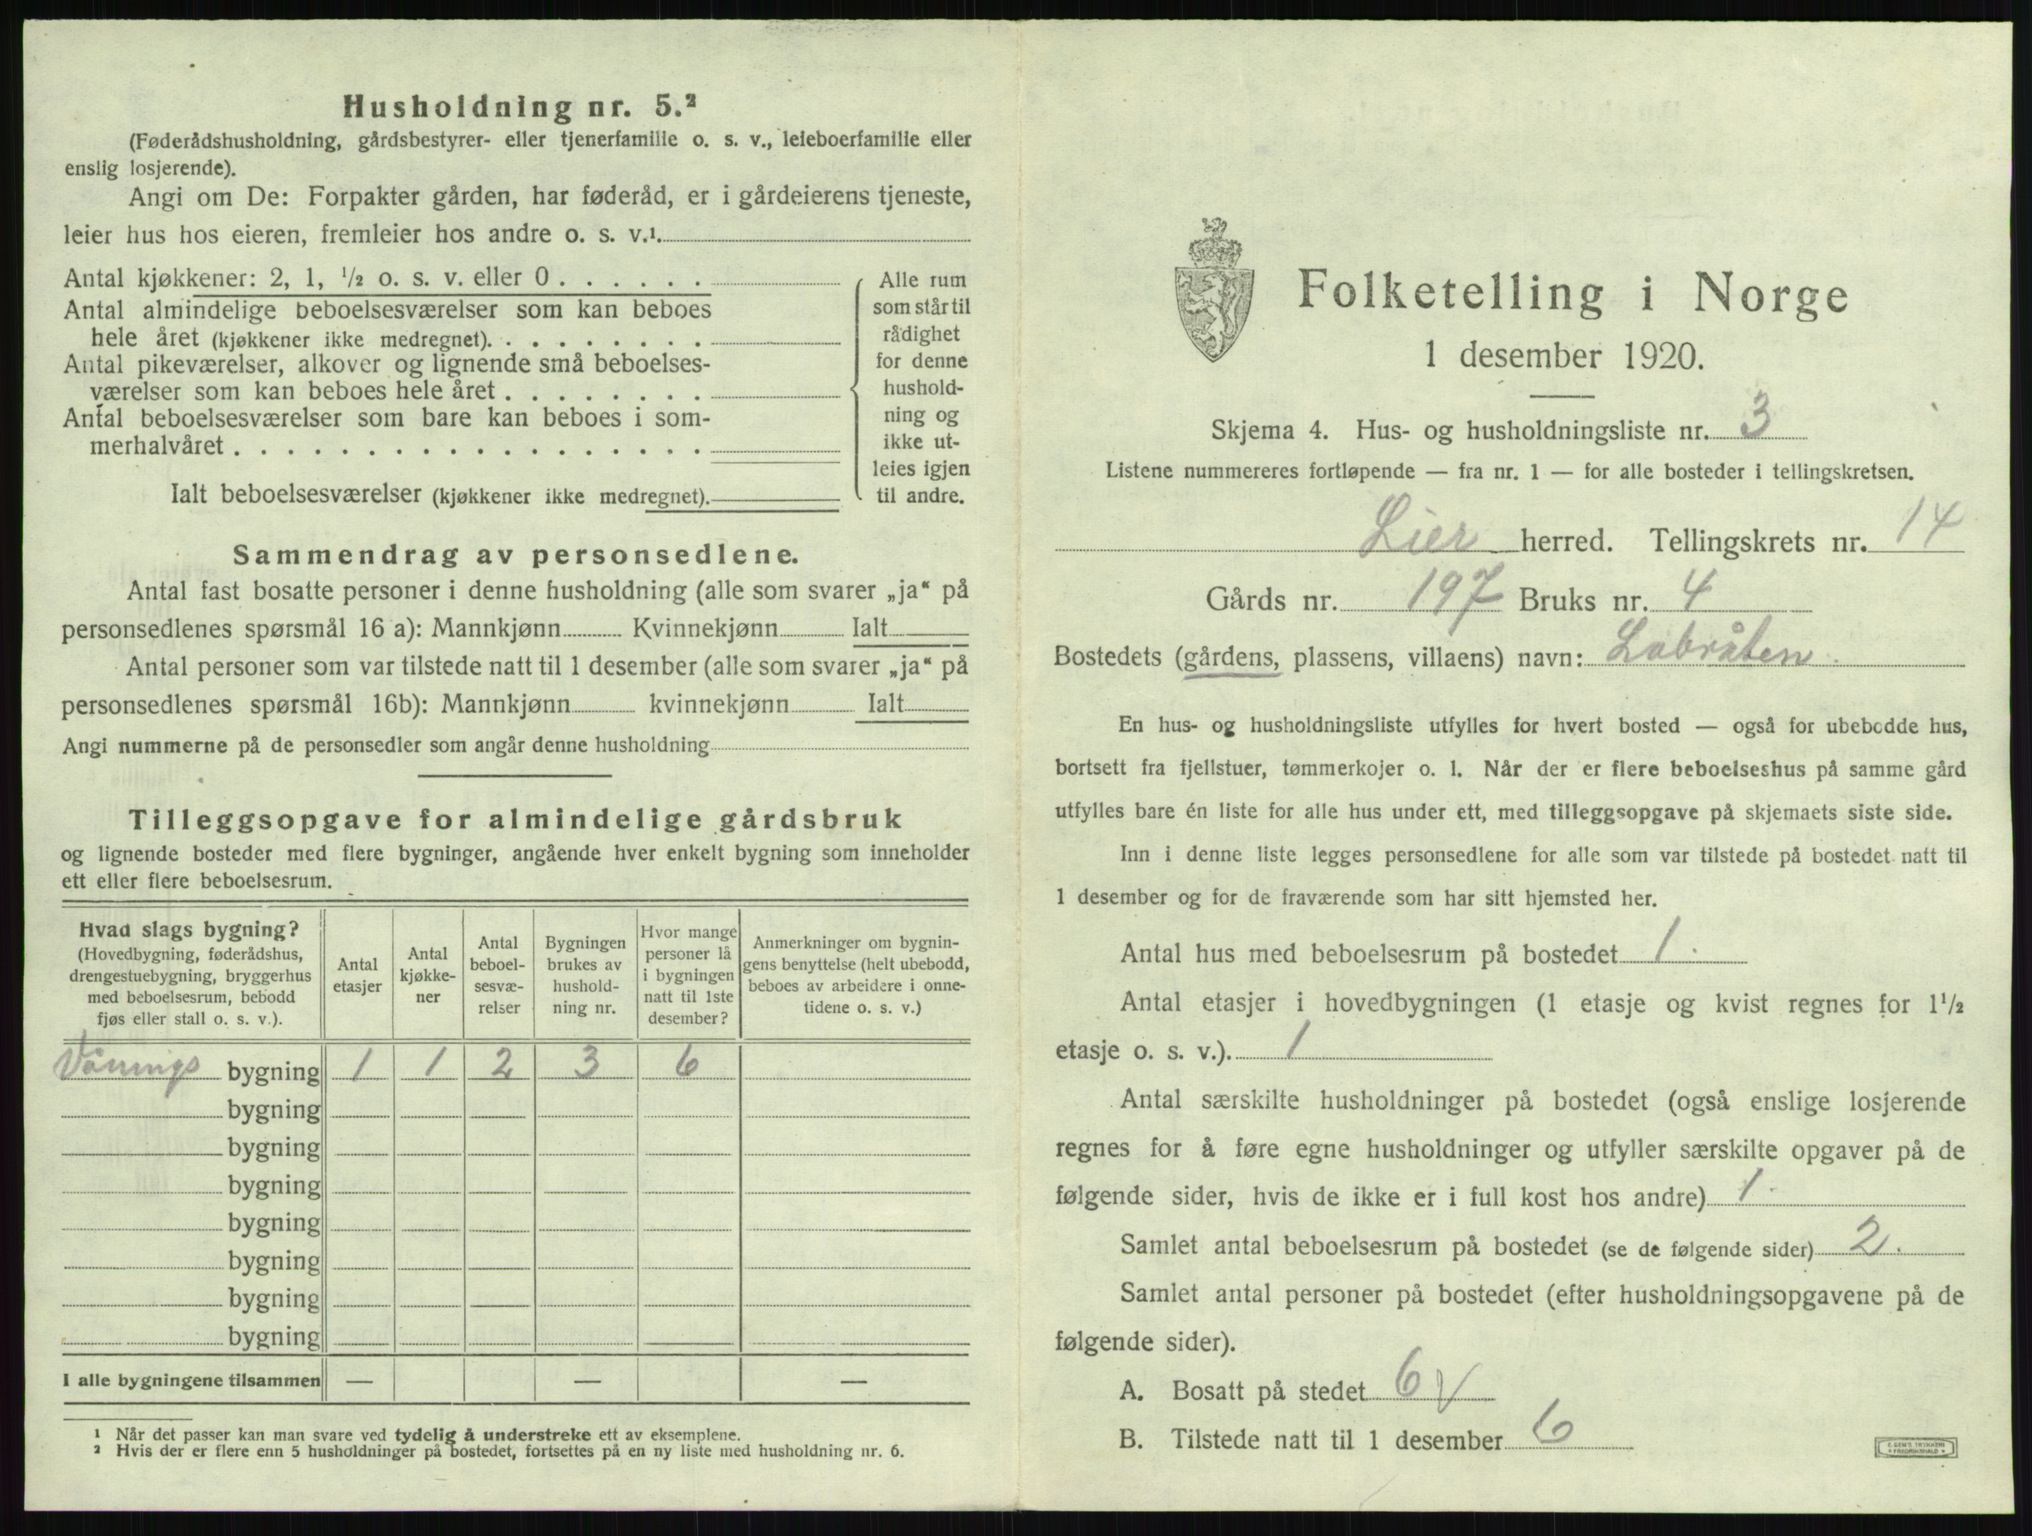 Husholdning nr. 5.²
(Føderådshusholdning, gårdsbestyrer- eller tjenerfamilie o. s. v., leieboerfamilie eller
enslig losjerende).
Angi om De: Forpakter gården, har føderåd, er i gårdeierens tjeneste,
leier hus hos eieren, fremleier hos andre o. s. v.¹
Antal kjøkkener: 2, 1, ½ o. s. v. eller 0 . . . . . .
Antal almindelige beboelsesværelser som kan beboes
hele året (kjøkkener ikke medregnet). . . . . . . . .
Antal pikeværelser, alkover og lignende små beboelses-
værelser som kan beboes hele året . . . . . . . .
Antal beboelsesværelser som bare kan beboes i som-
merhalvåret . . . . . . . . . . . . . . . . . .
Ialt beboelsesværelser (kjøkkener ikke medregnet).
Alle rum
som står til
rådighet
for denne
hushold-
ning og
ikke ut-
leies igjen
til andre.
Sammendrag av personsedlene.
Antal fast bosatte personer i denne husholdning (alle som svarer „ja“ på
personsedlenes spørsmål 16 a): Mannkjønn Kvinnekjønn Ialt
Antal personer som var tilstede natt til 1 desember (alle som svarer „ja“ på
personsedlenes spørsmål 16b): Mannkjønn kvinnekjønn Ialt
Angi nummerne på de personsedler som angår denne husholdning
Tilleggsopgave for almindelige gårdsbruk
og lignende bosteder med flere bygninger, angående hver enkelt bygning som inneholder
ett eller flere beboelsesrum.
Hvad slags bygning?
(Hovedbygning, føderådshus,
drengestuebygning, bryggerhus
med beboelsesrum, bebodd
fjøs eller stall o. s. v.).
Antal
etasjer
Antal
kjøkke-
ner
Antal
beboel-
sesvæ-
relser
Bygningen
brukes av
hushold-
ning nr.
Hvor mange
personer lå
i bygningen
natt til 1ste
desember?
Anmerkninger om bygnin-
gens benyttelse (helt ubebodd,
beboes av arbeidere i onne-
tidene o. s. v.)
Vånings bygning 1 1 2 3 6
bygning
bygning
bygning
bygning
bygning
bygning
bygning
I alle bygningene tilsammen — — —
¹ Når det passer kan man svare ved tydelig å understreke ett av eksemplene.
² Hvis der er flere enn 5 husholdninger på bostedet, fortsettes på en ny liste med husholdning nr. 6.
Folketelling i Norge
1 desember 1920.
Skjema 4. Hus- og husholdningsliste nr. 3
Listene nummereres fortløpende — fra nr. 1 — for alle bosteder i tellingskretsen.
Lier herred. Tellingskrets nr. 14
Gårds nr. 197 Bruks nr. 4
Bostedets (gårdens, plassens, villaens) navn: Labråten.
En hus- og husholdningsliste utfylles for hvert bosted — også for ubebodde hus,
bortsett fra fjellstuer, tømmerkojer o. l. Når der er flere beboelseshus på samme gård
utfylles bare én liste for alle hus under ett, med tilleggsopgave på skjemaets siste side.
Inn i denne liste legges personsedlene for alle som var tilstede på bostedet natt til
1 desember og for de fraværende som har sitt hjemsted her.
Antal hus med beboelsesrum på bostedet 1.
Antal etasjer i hovedbygningen (1 etasje og kvist regnes for 1½
etasje o. s. v.). 1
Antal særskilte husholdninger på bostedet (også enslige losjerende
regnes for å føre egne husholdninger og utfyller særskilte opgaver på de
følgende sider, hvis de ikke er i full kost hos andre) 1.
Samlet antal beboelsesrum på bostedet (se de følgende sider) 2.
Samlet antal personer på bostedet (efter husholdningsopgavene på de
følgende sider).
A. Bosatt på stedet 6 V
B. Tilstede natt til 1 desember 6
E. SEM'S TRYKKERI
FREDRIKSHALD